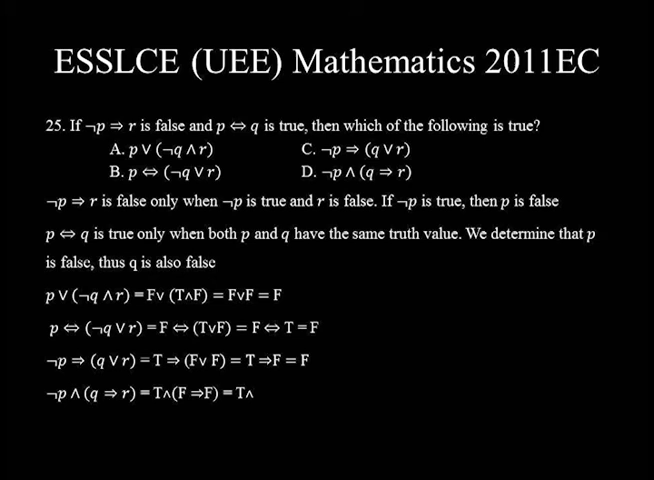 ESSLCE (UEE) Mathematics 2011EC
25. If ¬p ⇒ r is false and p ⇔ q is true, then which of the following is true?
A. p ∨ (¬q ∧ r) C. ¬p ⇒ (q ∨ r)
B. p ⇔ (¬q ∨ r) D. ¬p ∧ (q ⇒ r)
¬p ⇒ r is false only when ¬p is true and r is false. If ¬p is true, then p is false
p ⇔ q is true only when both p and q have the same truth value. We determine that p
is false, thus q is also false
p ∨ (¬q ∧ r) = F∨ (T∧F) = F∨F = F
p ⇔ (¬q ∨ r) = F ⇔ (T∨F) = F ⇔ T = F
¬p ⇒ (q ∨ r) = T ⇒ (F∨ F) = T ⇒F = F
¬p ∧ (q ⇒ r) = T∧(F ⇒F) = T∧